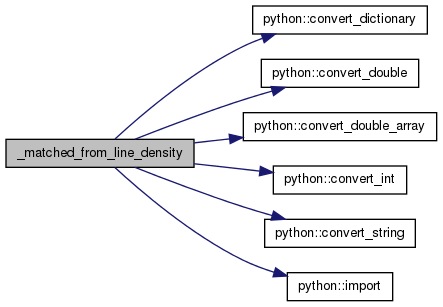 python::convert_dictionary
python::convert_double
python::convert_double_array
_matched_from_line_density
python::convert_int
python::convert_string
python::import